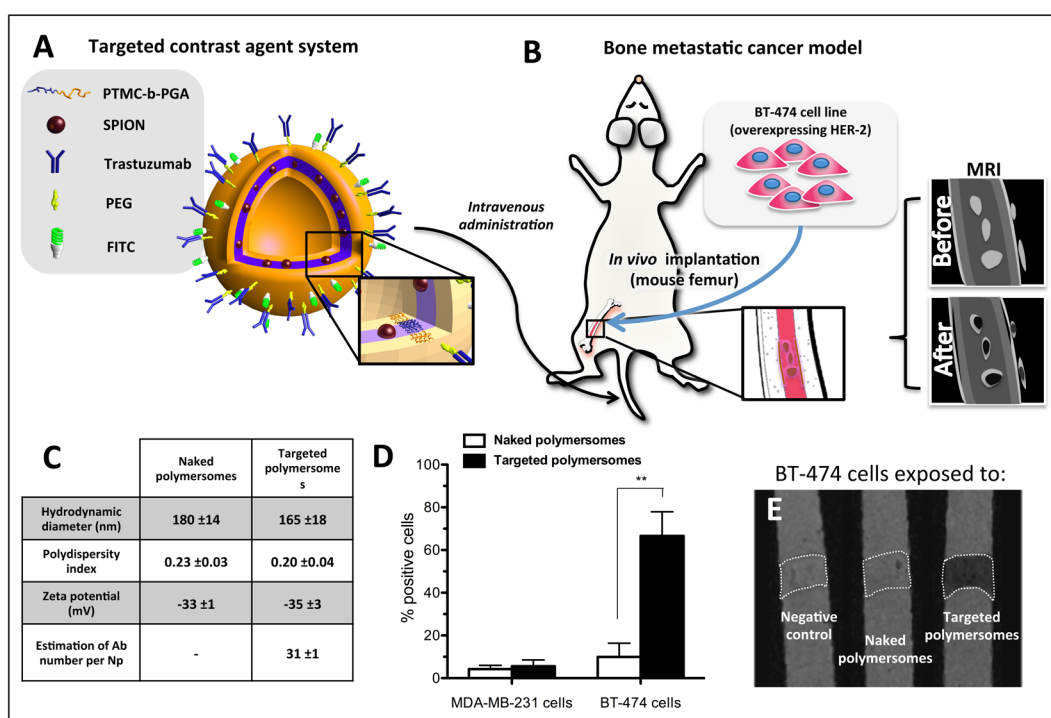 A
Targeted contrast agent system
PTMC-b-PGA
SPION
Trastuzumab
PEG
FITC
Intravenous
administration
B
Bone metastatic cancer model
BT-474 cell line
(overexpressing HER-2)
In vivo implantation
(mouse femur)
MRI
Before
After
C
Naked
polymersomes
Targeted
polymersome
s
Hydrodynamic
diameter (nm)
180 ±14
165 ±18
Polydispersity
index
0.23 ±0.03
0.20 ±0.04
Zeta potential
(mV)
-33 ±1
-35 ±3
Estimation of Ab
number per Np
-
31 ±1
D
Naked polymersomes
Targeted polymersomes
% positive cells
100
80
60
40
20
10
0
**
MDA-MB-231 cells
BT-474 cells
BT-474 cells exposed to:
E
Negative
control
Naked
polymersomes
Targeted
polymersomes